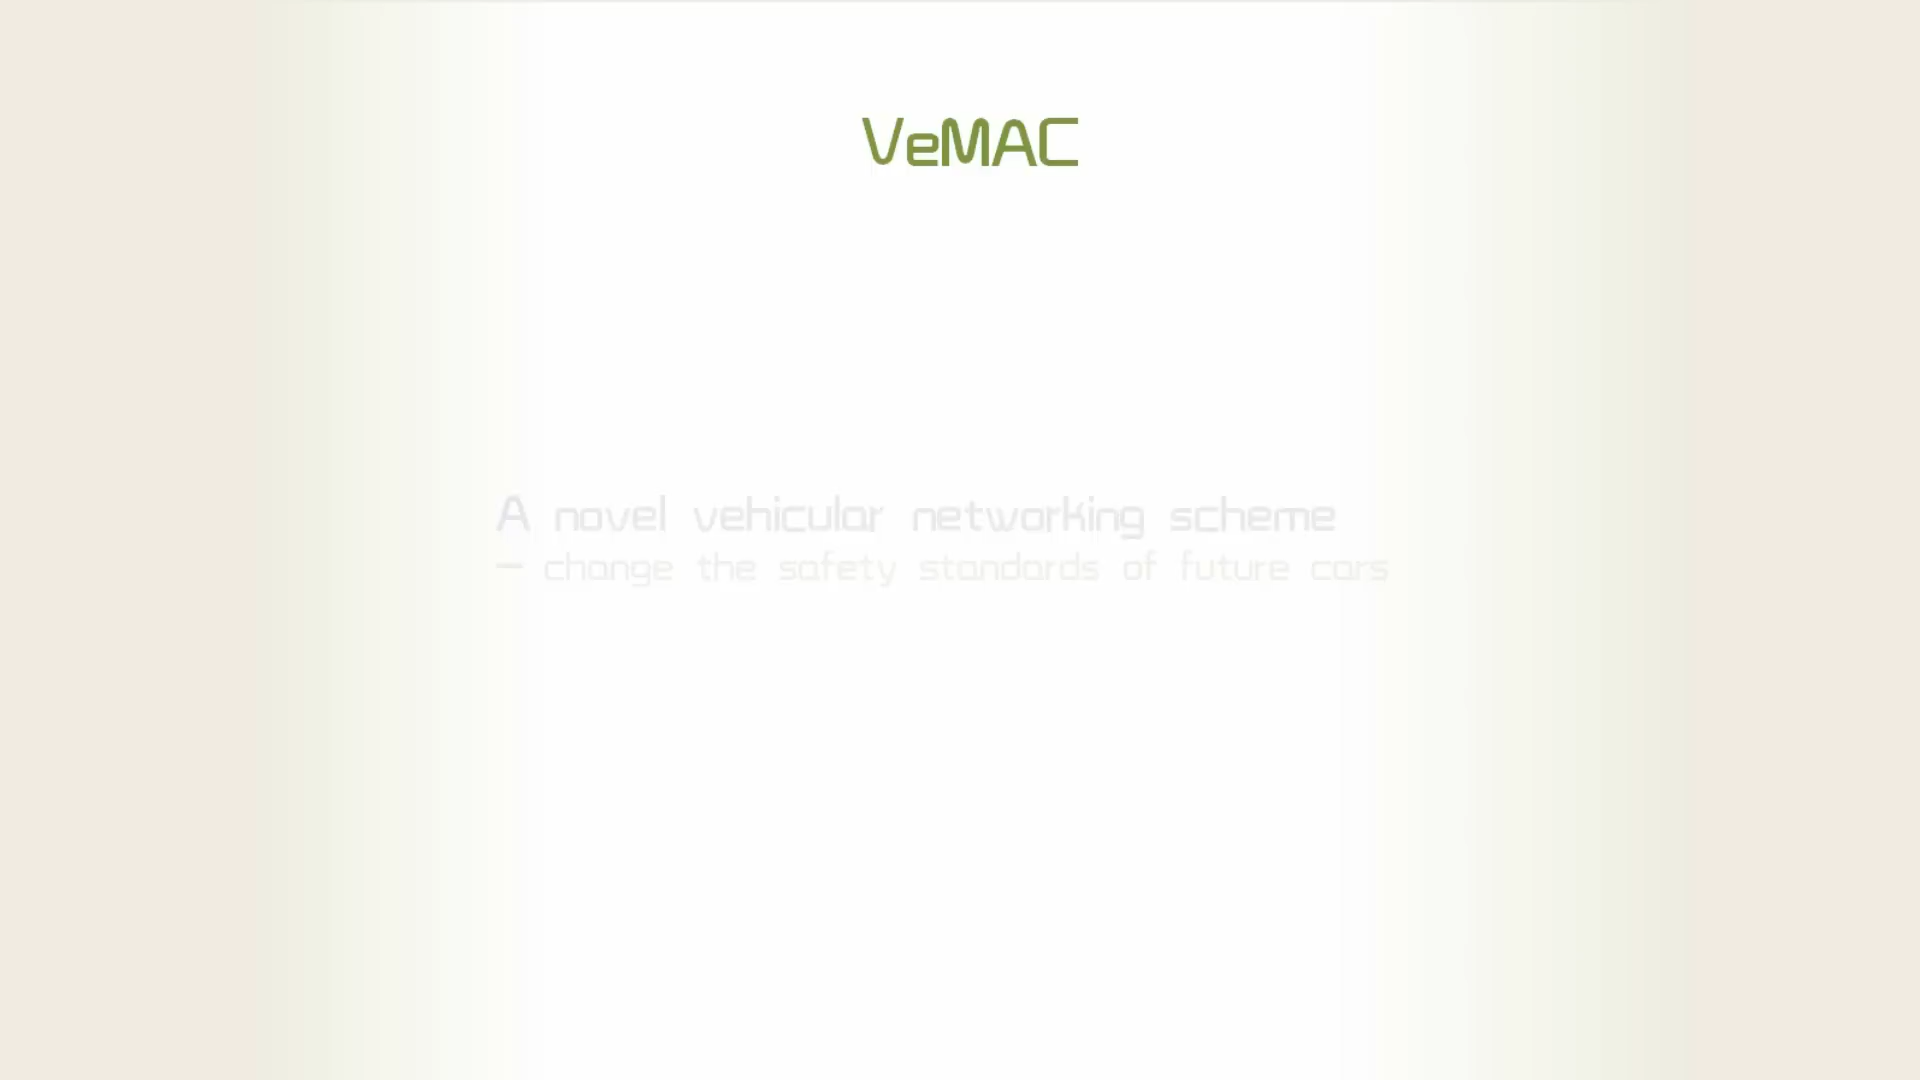 VeMAC
A novel vehicular networking scheme
- change the safety standards of future cars